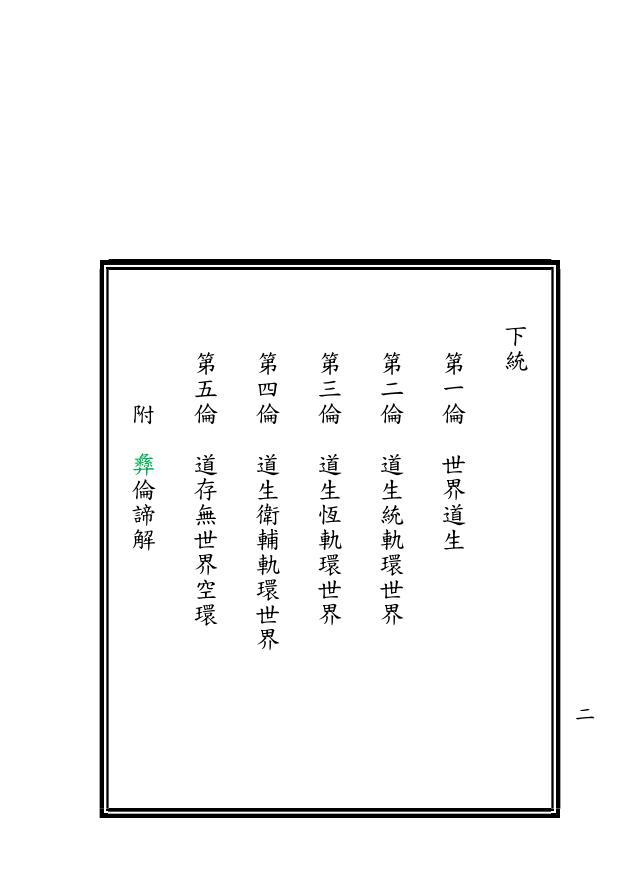 下統
第一倫　世界道生
第二倫　道生統軌環世界
第三倫　道生恆軌環世界
第四倫　道生衛輔軌環世界
第五倫　道存無世界空環
附　彝倫諦解
二